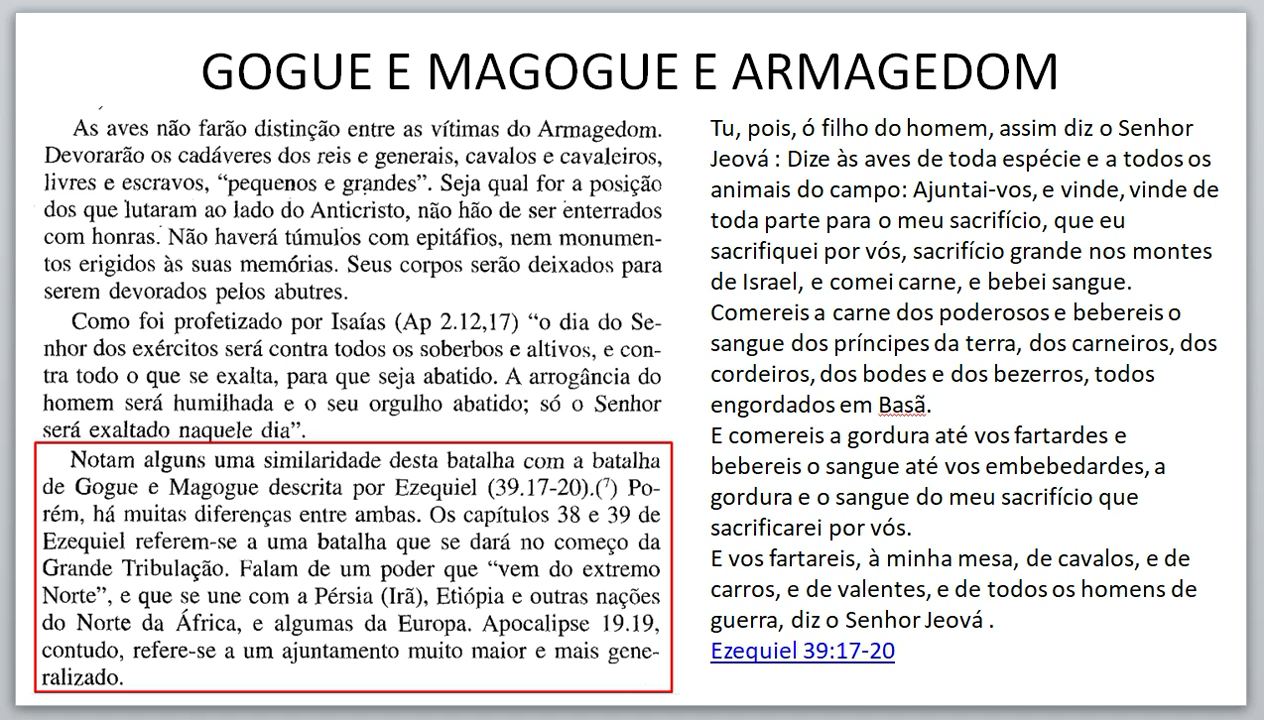 GOGUE E MAGOGUE E ARMAGEDOM
As aves não farão distinção entre as vítimas do Armagedom.
Devorarão os cadáveres dos reis e generais, cavalos e cavaleiros,
livres e escravos, “pequenos e grandes”. Seja qual for a posição
dos que lutaram ao lado do Anticristo, não hão de ser enterrados
com honras. Não haverá túmulos com epitáfios, nem monumen-
tos erigidos às suas memórias. Seus corpos serão deixados para
serem devorados pelos abutres.
Como foi profetizado por Isaías (Ap 2.12,17) “o dia do Se-
nhor dos exércitos será contra todos os soberbos e altivos, e con-
tra todo o que se exalta, para que seja abatido. A arrogância do
homem será humilhada e o seu orgulho abatido; só o Senhor
será exaltado naquele dia”.
Notam alguns uma similaridade desta batalha com a batalha
de Gogue e Magogue descrita por Ezequiel (39.17-20).(⁷) Po-
rém, há muitas diferenças entre ambas. Os capítulos 38 e 39 de
Ezequiel referem-se a uma batalha que se dará no começo da
Grande Tribulação. Falam de um poder que “vem do extremo
Norte”, e que se une com a Pérsia (Irã), Etiópia e outras nações
do Norte da África, e algumas da Europa. Apocalipse 19.19,
contudo, refere-se a um ajuntamento muito maior e mais gene-
ralizado.
Tu, pois, ó filho do homem, assim diz o Senhor
Jeová : Dize às aves de toda espécie e a todos os
animais do campo: Ajuntai-vos, e vinde, vinde de
toda parte para o meu sacrifício, que eu
sacrifiquei por vós, sacrifício grande nos montes
de Israel, e comei carne, e bebei sangue.
Comereis a carne dos poderosos e bebereis o
sangue dos príncipes da terra, dos carneiros, dos
cordeiros, dos bodes e dos bezerros, todos
engordados em Basã.
E comereis a gordura até vos fartardes e
bebereis o sangue até vos embebedardes, a
gordura e o sangue do meu sacrifício que
sacrificarei por vós.
E vos fartareis, à minha mesa, de cavalos, e de
carros, e de valentes, e de todos os homens de
guerra, diz o Senhor Jeová .
Ezequiel 39:17-20